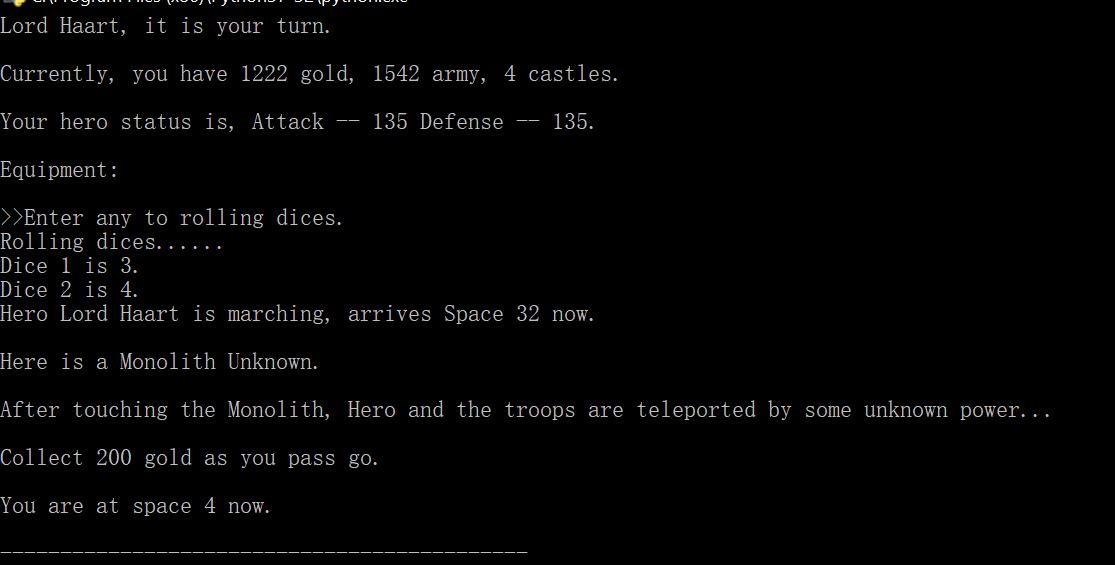 Lord Haart, it is your turn.
Currently, you have 1222 gold, 1542 army, 4 castles.
Your hero status is, Attack -- 135 Defense -- 135.
Equipment:
>>Enter any to rolling dices.
Rolling dices......
Dice 1 is 3.
Dice 2 is 4.
Hero Lord Haart is marching, arrives Space 32 now.
Here is a Monolith Unknown.
After touching the Monolith, Hero and the troops are teleported by some unknown power...
Collect 200 gold as you pass go.
You are at space 4 now.
--------------------------------------------